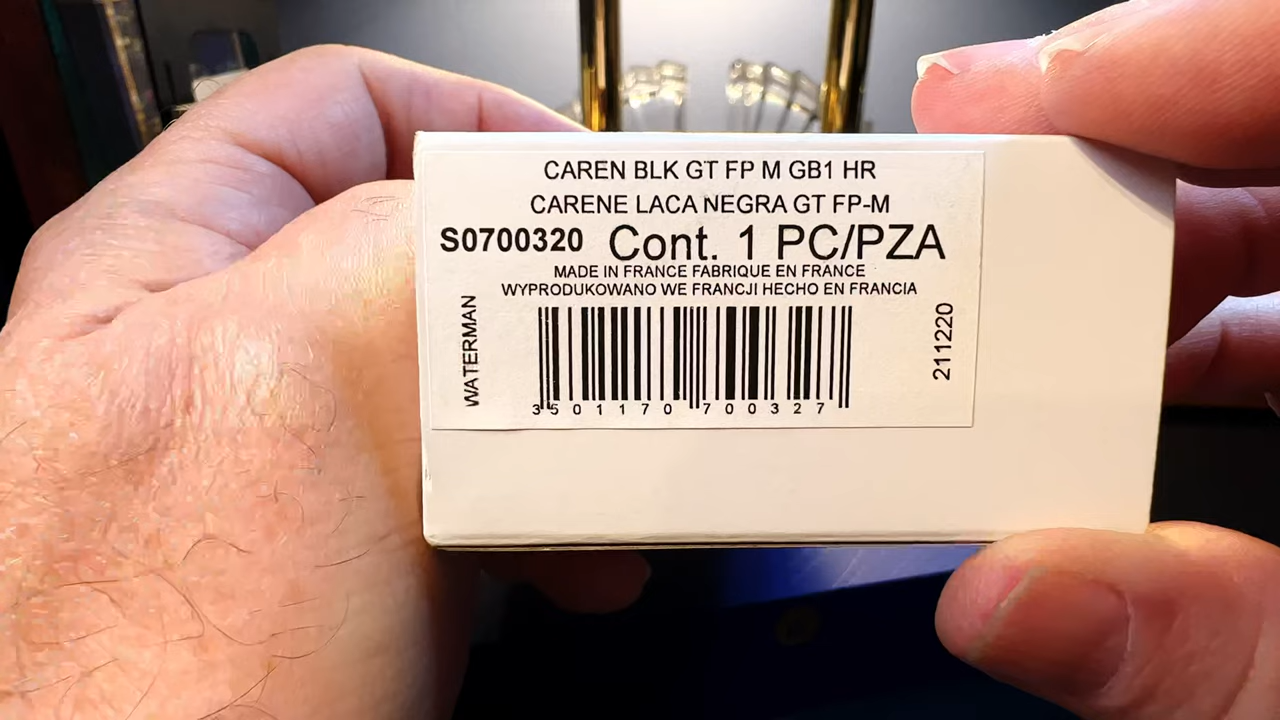 CAREN BLK GT FP M GB1 HR
CARENE LACA NEGRA GT FP-M
S0700320 Cont. 1 PC/PZA
MADE IN FRANCE FABRIQUE EN FRANCE
WYPRODUKOWANO WE FRANCJI HECHO EN FRANCIA
WATERMAN
211220
3 501170 700327